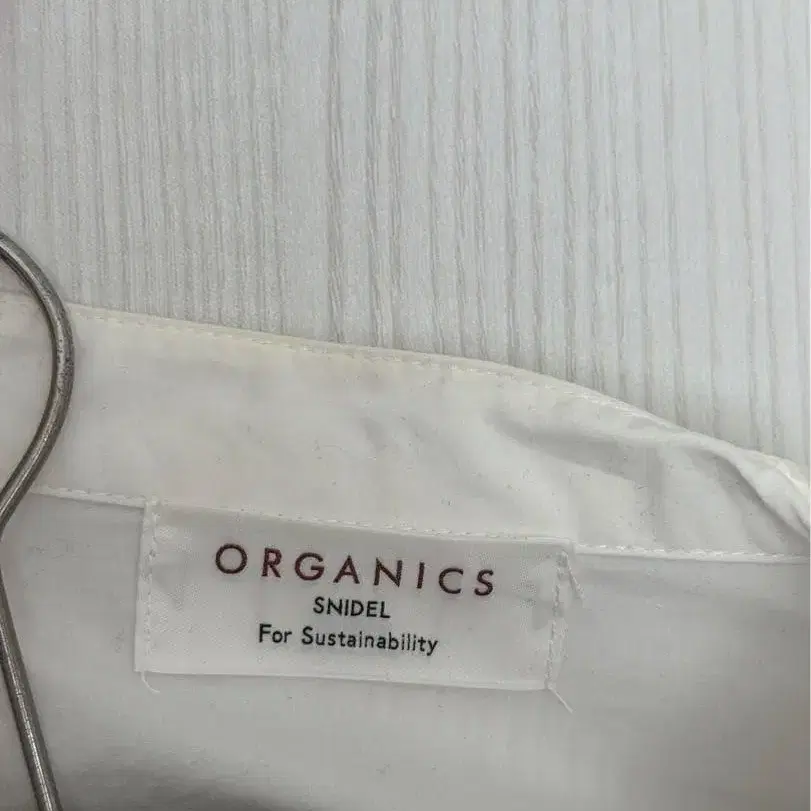 ORGANICS
SNIDEL
For Sustainability